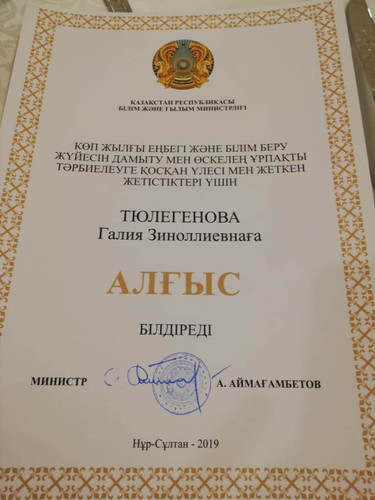 ҚАЗАҚСТАН РЕСПУБЛИКАСЫ
БІЛІМ ЖӘНЕ ҒЫЛЫМ МИНИСТРЛІГІ
КӨП ЖЫЛҒЫ ЕҢБЕГІ ЖӘНЕ БІЛІМ БЕРУ
ЖҮЙЕСІН ДАМЫТУ МЕН ӨСКЕЛЕҢ ҰРПАҚТЫ
ТӘРБИЕЛЕУГЕ ҚОСҚАН ҮЛЕСІ МЕН ЖЕТКЕН
ЖЕТІСТІКТЕРІ ҮШІН
ТЮЛЕГЕНОВА
Галия Зиноллиевнаға
АЛҒЫС
БІЛДІРЕДІ
МИНИСТР А. АЙМАҒАМБЕТОВ
Нұр-Сұлтан - 2019